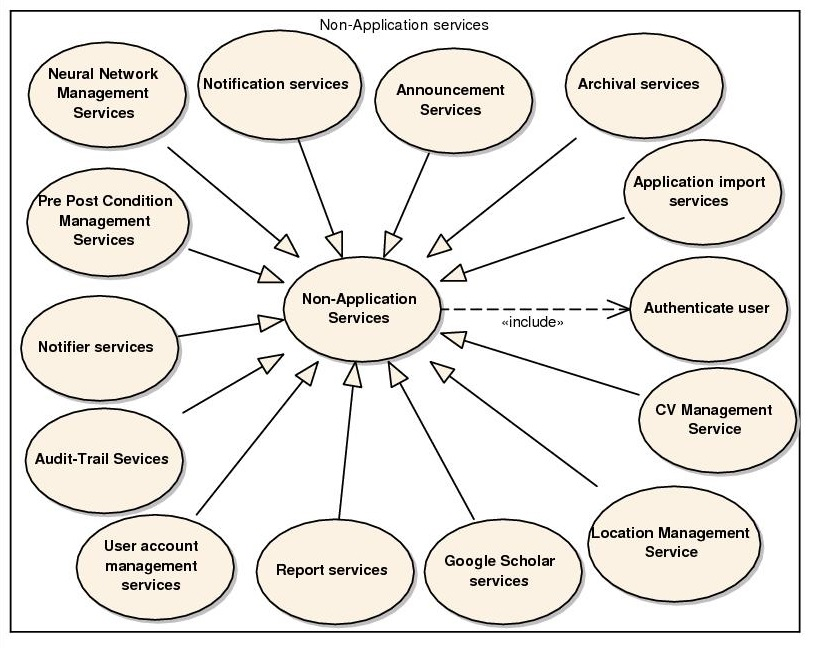 Non-Application services
Neural Network
Management
Services
Notification services
Announcement
Services
Archival services
Pre Post Condition
Management
Services
Application import
services
Non-Application
Services
«include»
Authenticate user
Notifier services
CV Management
Service
Audit-Trail Sevices
User account
management
services
Report services
Google Scholar
services
Location Management
Service